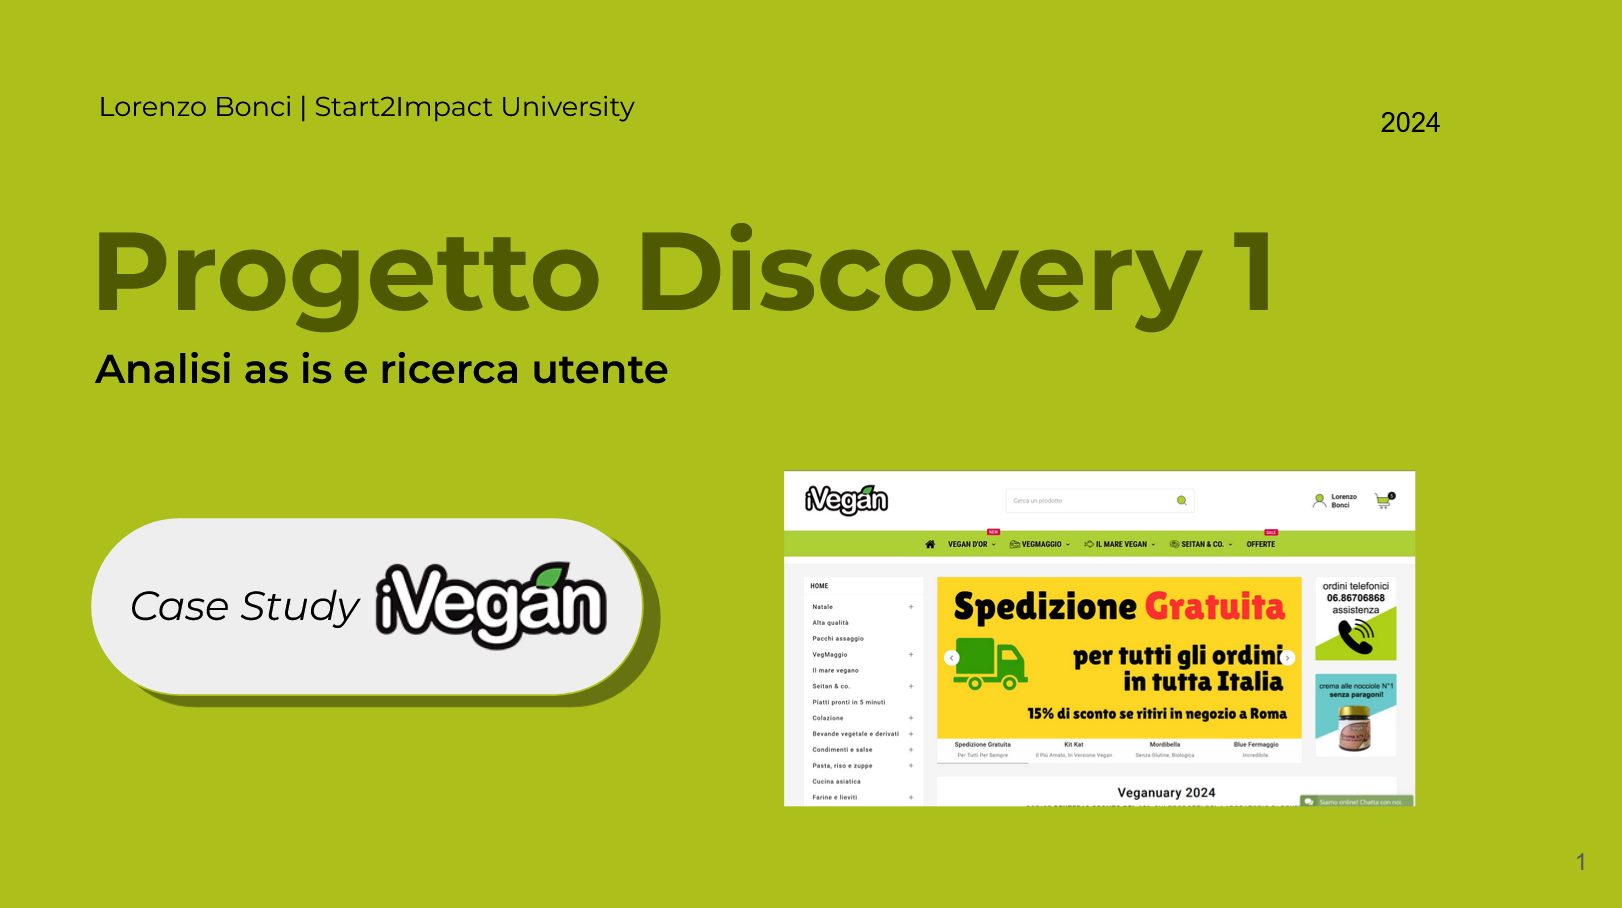 Lorenzo Bonci | Start2Impact University
2024
Progetto Discovery 1
Analisi as is e ricerca utente
Case Study iVegan
iVegan
Cerca un prodotto
Lorenzo
Bonci
NEW
SALE
VEGAN D'OR
VEGMAGGIO
IL MARE VEGAN
SEITAN & CO.
OFFERTE
HOME
Natale +
Alta qualità
Pacchi assaggio
VegMaggio +
Il mare vegano
Seitan & co. +
Piatti pronti in 5 minuti
Colazione +
Bevande vegetale e derivati +
Condimenti e salse +
Pasta, riso e zuppe +
Cucina asiatica
Farine e lieviti +
Spedizione Gratuita
per tutti gli ordini
in tutta Italia
15% di sconto se ritiri in negozio a Roma
Spedizione Gratuita
Per Tutti Per Sempre
Kit Kat
Il Più Amato, In Versione Vegan
Mordibella
Senza Glutine, Biologica
Blue Fermaggio
Incredibile
Veganuary 2024
ordini telefonici
06.86706868
assistenza
crema alle nocciole N°1
senza paragoni!
Siamo online! Chatta con noi.
1